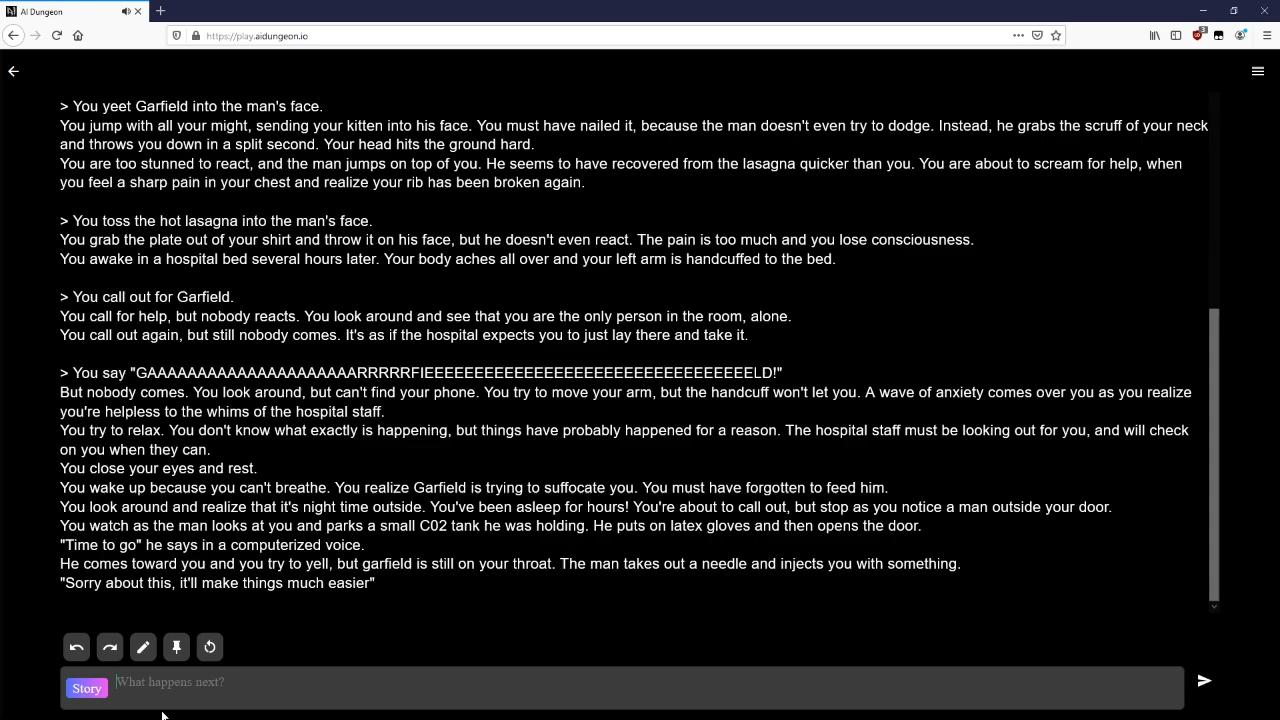 AI Dungeon
https://play.aidungeon.io
> You yeet Garfield into the man's face.
You jump with all your might, sending your kitten into his face. You must have nailed it, because the man doesn't even try to dodge. Instead, he grabs the scruff of your neck
and throws you down in a split second. Your head hits the ground hard.
You are too stunned to react, and the man jumps on top of you. He seems to have recovered from the lasagna quicker than you. You are about to scream for help, when
you feel a sharp pain in your chest and realize your rib has been broken again.
> You toss the hot lasagna into the man's face.
You grab the plate out of your shirt and throw it on his face, but he doesn't even react. The pain is too much and you lose consciousness.
You awake in a hospital bed several hours later. Your body aches all over and your left arm is handcuffed to the bed.
> You call out for Garfield.
You call for help, but nobody reacts. You look around and see that you are the only person in the room, alone.
You call out again, but still nobody comes. It's as if the hospital expects you to just lay there and take it.
> You say "GAAAAAAAAAAAAAAAAAAAAARRRRRFIEEEEEEEEEEEEEEEEEEEEEEEEEEEEEEEEELD!"
But nobody comes. You look around, but can't find your phone. You try to move your arm, but the handcuff won't let you. A wave of anxiety comes over you as you realize
you're helpless to the whims of the hospital staff.
You try to relax. You don't know what exactly is happening, but things have probably happened for a reason. The hospital staff must be looking out for you, and will check
on you when they can.
You close your eyes and rest.
You wake up because you can't breathe. You realize Garfield is trying to suffocate you. You must have forgotten to feed him.
You look around and realize that it's night time outside. You've been asleep for hours! You're about to call out, but stop as you notice a man outside your door.
You watch as the man looks at you and parks a small C02 tank he was holding. He puts on latex gloves and then opens the door.
"Time to go" he says in a computerized voice.
He comes toward you and you try to yell, but garfield is still on your throat. The man takes out a needle and injects you with something.
"Sorry about this, it'll make things much easier"
Story What happens next?